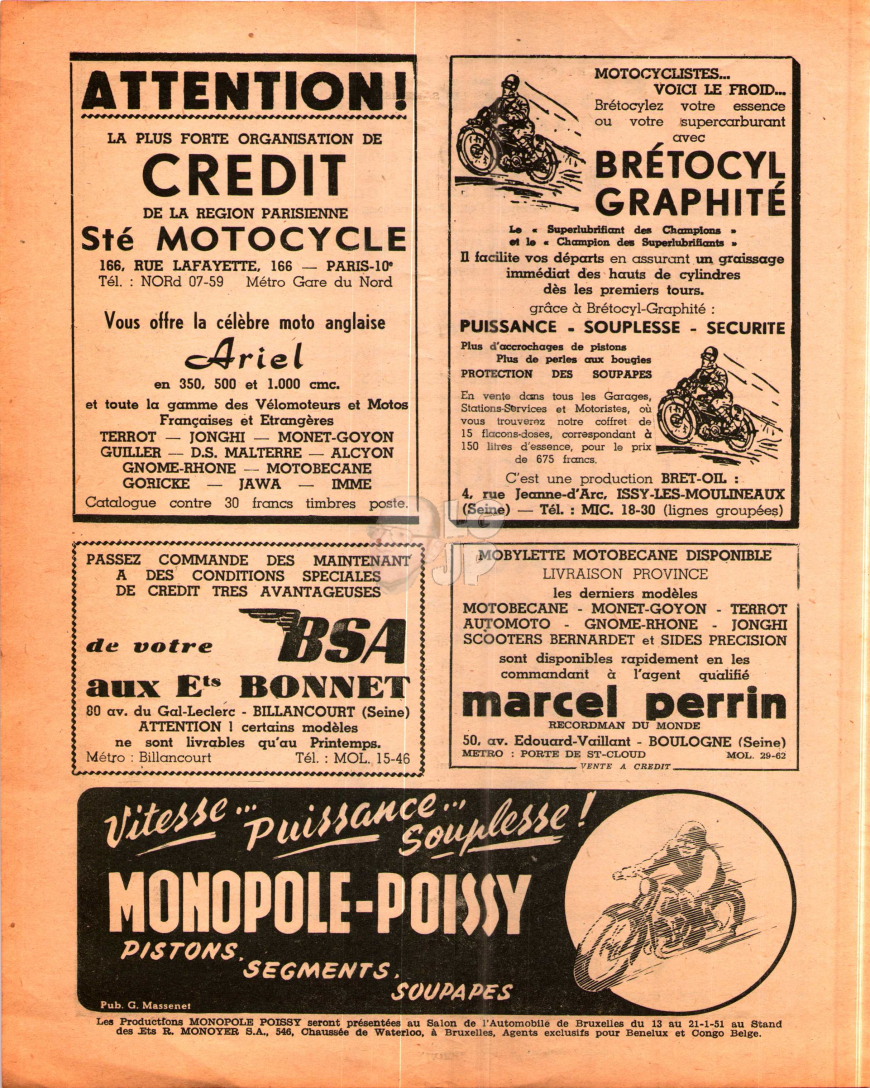 ATTENTION !
LA PLUS FORTE ORGANISATION DE
CREDIT
DE LA REGION PARISIENNE
Sté MOTOCYCLE
166, RUE LAFAYETTE, 166 — PARIS-10e
Tél. : NORd 07-59 Métro Gare du Nord
Vous offre la célèbre moto anglaise
Ariel
en 350, 500 et 1.000 cmc.
et toute la gamme des Vélomoteurs et Motos
Françaises et Etrangères
TERROT — JONGHI — MONET-GOYON
GUILLER — D.S. MALTERRE — ALCYON
GNOME-RHONE — MOTOBECANE
GORICKE — JAWA — IMME
Catalogue contre 30 francs timbres poste.
MOTOCYCLISTES...
VOICI LE FROID...
Brétocylez votre essence
ou votre supercarburant
avec
BRÉTOCYL
GRAPHITÉ
Le « Superlubrifiant des Champions »
et le « Champion des Superlubrifiants »
Il facilite vos départs en assurant un graissage
immédiat des hauts de cylindres
dès les premiers tours.
grâce à Brétocyl-Graphité :
PUISSANCE - SOUPLESSE - SECURITE
Plus d'accrochages de pistons
Plus de perles aux bougies
PROTECTION DES SOUPAPES
En vente dans tous les Garages,
Stations-Services et Motoristes, où
vous trouverez notre coffret de
15 flacons-doses, correspondant à
150 litres d'essence, pour le prix
de 675 francs.
C'est une production BRET-OIL :
4, rue Jeanne-d'Arc, ISSY-LES-MOULINEAUX
(Seine) — Tél. : MIC. 18-30 (lignes groupées)
LG
JP
PASSEZ COMMANDE DES MAINTENANT
A DES CONDITIONS SPECIALES
DE CREDIT TRES AVANTAGEUSES
de votre BSA
aux Ets BONNET
80 av. du Gal-Leclerc - BILLANCOURT (Seine)
ATTENTION ! certains modèles
ne sont livrables qu'au Printemps.
Métro : Billancourt Tél. : MOL. 15-46
MOBYLETTE MOTOBECANE DISPONIBLE
LIVRAISON PROVINCE
les derniers modèles
MOTOBECANE - MONET-GOYON - TERROT
AUTOMOTO - GNOME-RHONE - JONGHI
SCOOTERS BERNARDET et SIDES PRECISION
sont disponibles rapidement en les
commandant à l'agent qualifié
marcel perrin
RECORDMAN DU MONDE
50, av. Edouard-Vaillant - BOULOGNE (Seine)
METRO : PORTE DE ST-CLOUD MOL. 29-62
VENTE A CREDIT
Vitesse... Puissance... Souplesse !
MONOPOLE-POISSY
PISTONS,
SEGMENTS,
SOUPAPES
Pub. G. Massenet
Les Productions MONOPOLE POISSY seront présentées au Salon de l'Automobile de Bruxelles du 13 au 21-1-51 au Stand
des Ets R. MONOYER S.A., 546, Chaussée de Waterloo, à Bruxelles, Agents exclusifs pour Benelux et Congo Belge.